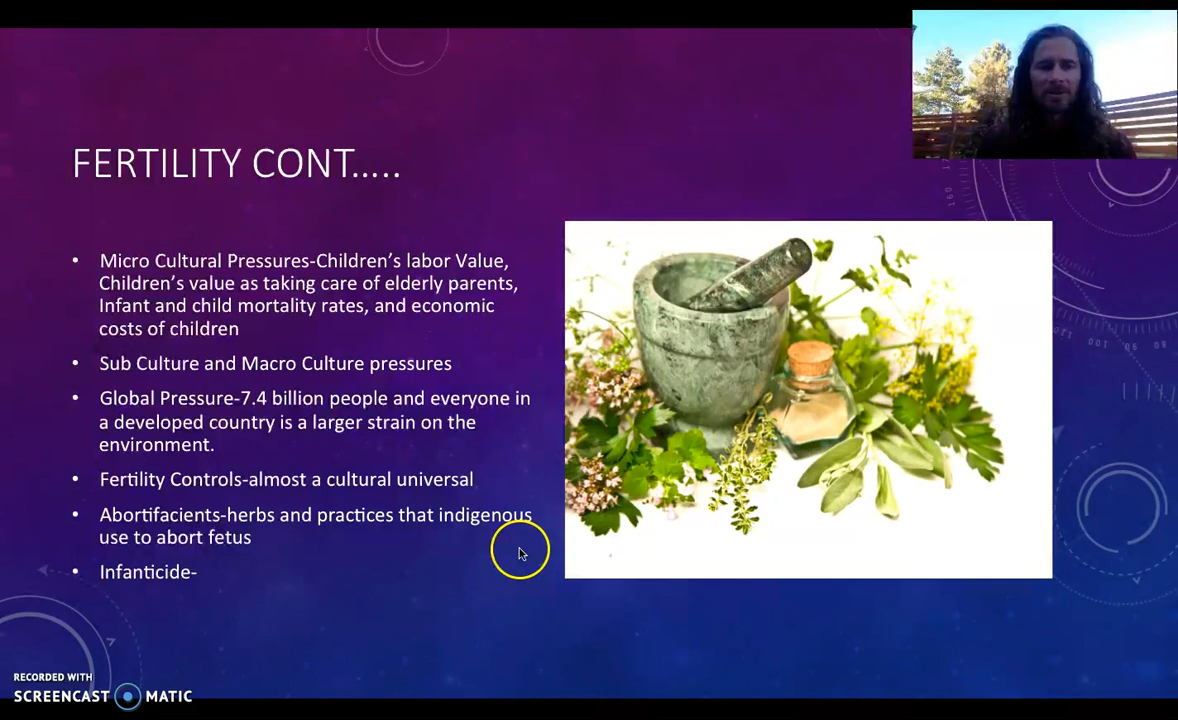 FERTILITY CONT.....
• Micro Cultural Pressures-Children's labor Value,
Children's value as taking care of elderly parents,
Infant and child mortality rates, and economic
costs of children
• Sub Culture and Macro Culture pressures
• Global Pressure-7.4 billion people and everyone in
a developed country is a larger strain on the
environment.
• Fertility Controls-almost a cultural universal
• Abortifacients-herbs and practices that indigenous
use to abort fetus
• Infanticide-
RECORDED WITH
SCREENCAST MATIC